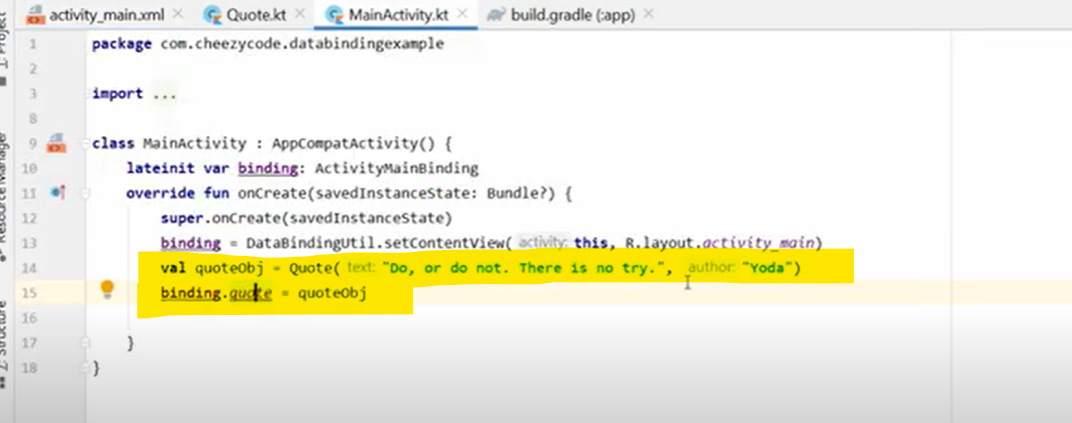 activity_main.xml Quote.kt MainActivity.kt build.gradle (:app)
1 package com.cheezycode.databindingexample
2
3 import ...
8
9 class MainActivity : AppCompatActivity() {
10 lateinit var binding: ActivityMainBinding
11 override fun onCreate(savedInstanceState: Bundle?) {
12 super.onCreate(savedInstanceState)
13 binding = DataBindingUtil.setContentView( activity: this, R.layout.activity_main)
14 val quoteObj = Quote( text: "Do, or do not. There is no try.", author: "Yoda")
15 binding.quote = quoteObj
16
17 }
18 }
1: Project
Resource Manager
Z: Structure